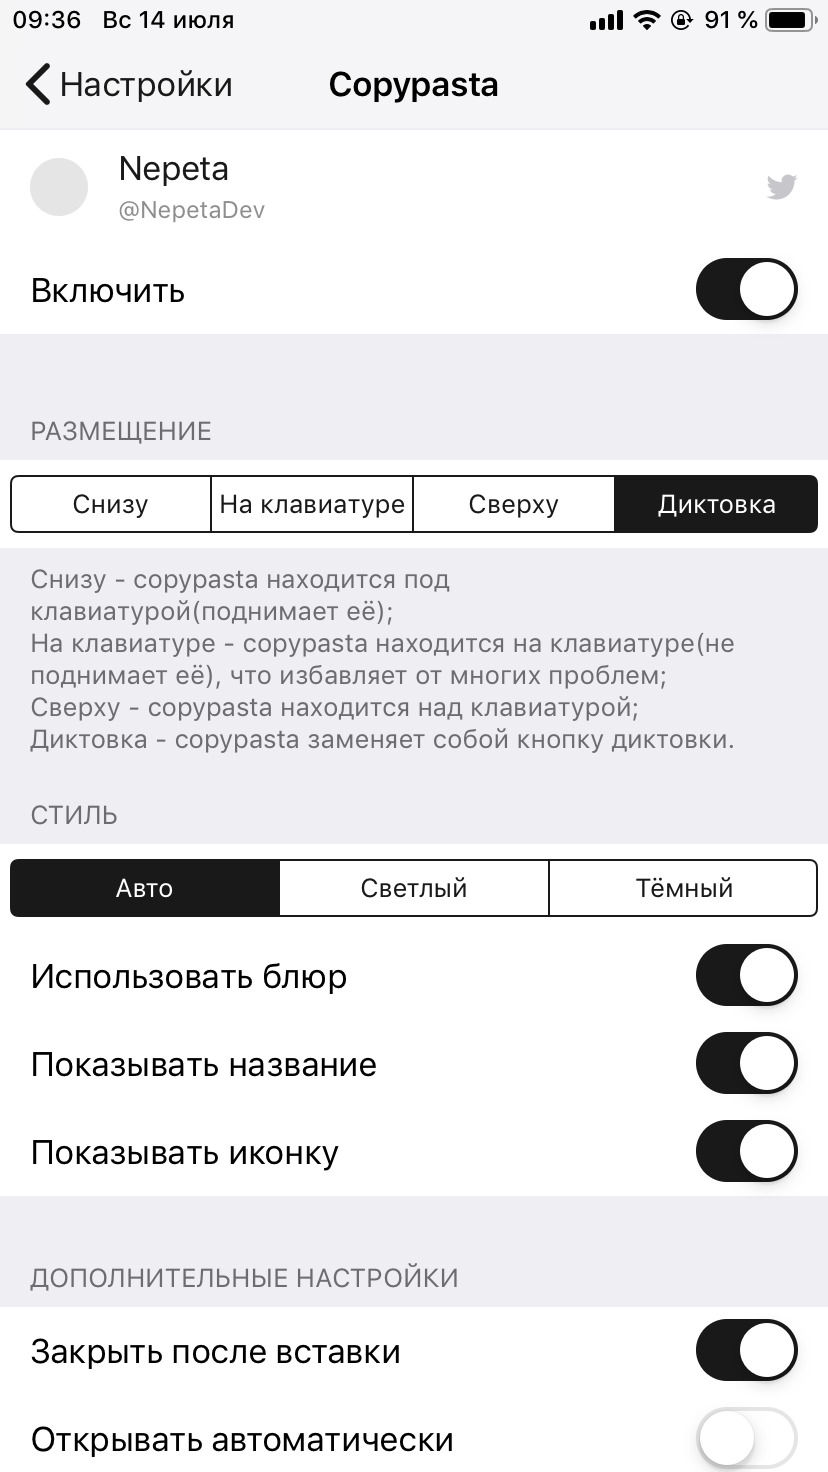 09:36 Вс 14 июля 91 %
Настройки Copypasta
Nepeta
@NepetaDev
Включить
РАЗМЕЩЕНИЕ
Снизу На клавиатуре Сверху Диктовка
Снизу - copypasta находится под
клавиатурой(поднимает её);
На клавиатуре - copypasta находится на клавиатуре(не
поднимает её), что избавляет от многих проблем;
Сверху - copypasta находится над клавиатурой;
Диктовка - copypasta заменяет собой кнопку диктовки.
СТИЛЬ
Авто Светлый Тёмный
Использовать блюр
Показывать название
Показывать иконку
ДОПОЛНИТЕЛЬНЫЕ НАСТРОЙКИ
Закрыть после вставки
Открывать автоматически